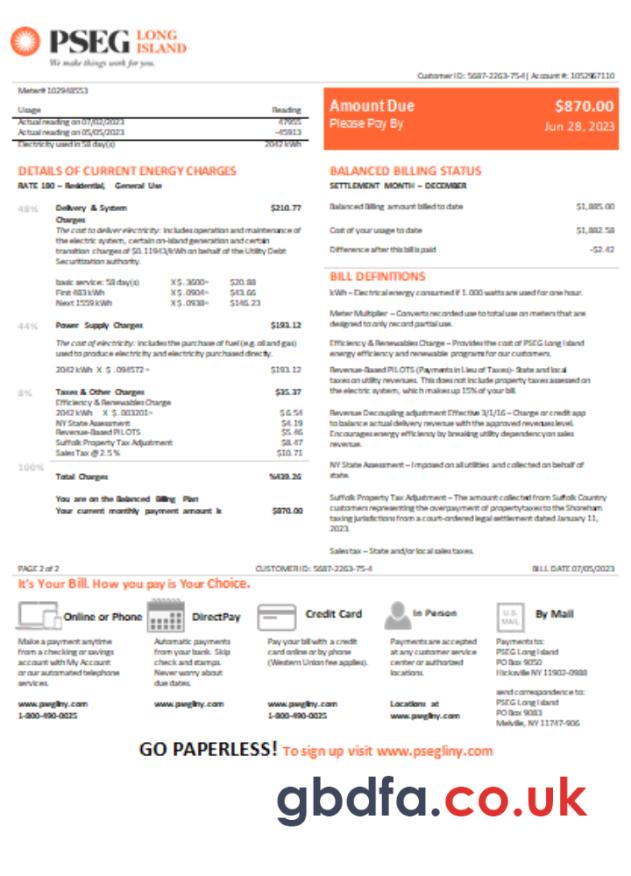 PSEG LONG ISLAND
We make things work for you.
Customer ID: 5687-2263-75-4 | Account #: 1052967110
Meter# 102948553
Usage Reading
Actual reading on 07/02/2023 47955
Actual reading on 05/05/2023 -45913
Electricity used in 58 day(s) 2042 kWh
Amount Due $870.00
Please Pay By Jun 28, 2023
DETAILS OF CURRENT ENERGY CHARGES
RATE 180 – Residential, General Use
48% Delivery & System $210.77
Charges
The cost to deliver electricity: includes operation and maintenance of
the electric system, certain on-island generation and certain
transition charges of $0.11943/kWh on behalf of the Utility Debt
Securitization authority.
basic service: 58 day(s) X $ .3600= $20.88
First 483 kWh X $ .0904= $43.66
Next 1559 kWh X $ .0938= $146.23
44% Power Supply Charges $193.12
The cost of electricity: includes the purchase of fuel (e.g. oil and gas)
used to produce electricity and electricity purchased directly.
2042 kWh X $ .094572= $193.12
8% Taxes & Other Charges $35.37
Efficiency & Renewables Charge
2042 kWh X $ .003201= $6.54
NY State Assessment $4.19
Revenue-Based PILOTS $5.46
Suffolk Property Tax Adjustment $8.47
Sales Tax @ 2.5 % $10.71
100%
Total Charges %439.26
You are on the Balanced Billing Plan
Your current monthly payment amount is $870.00
BALANCED BILLING STATUS
SETTLEMENT MONTH – DECEMBER
Balanced Billing amount billed to date $1,885.00
Cost of your usage to date $1,882.58
Difference after this bill is paid -$2.42
BILL DEFINITIONS
kWh – Electrical energy consumed if 1.000 watts are used for one hour.
Meter Multiplier – Converts recorded use to total use on meters that are
designed to only record partial use.
Efficiency & Renewables Charge – Provides the cost of PSEG Long Island
energy efficiency and renewable programs for our customers.
Revenue-Based PILOTS (Payments in Lieu of Taxes)- State and local
taxes on utility revenues. This does not include property taxes assessed on
the electric system, which makes up 15% of your bill.
Revenue Decoupling adjustment Effective 3/1/16 – Charge or credit app
to balance actual delivery revenue with the approved revenues level.
Encourages energy efficiency by breaking utility dependency on sales
revenue.
NY State Assessment – Imposed on all utilities and collected on behalf of
state.
Suffolk Property Tax Adjustment – The amount collected from Suffolk Country
customers representing the overpayment of property taxes to the Shoreham
taxing jurisdictions from a court-ordered legal settlement dated January 11,
2023.
Sales tax – State and/or local sales taxes.
PAGE 2 of 2 CUSTOMER ID: 5687-2263-75-4 BILL DATE 07/05/2023
It's Your Bill. How you pay is Your Choice.
Online or Phone
Make a payment anytime
from a checking or savings
account with My Account
or our automated telephone
services.
www.psegliny.com
1-800-490-0025
DirectPay
Automatic payments
from your bank. Skip
check and stamps.
Never worry about
due dates.
www.psegliny.com
Credit Card
Pay your bill with a credit
card online or by phone
(Western Union fee applies).
www.psegliny.com
1-800-490-0025
In Person
Payments are accepted
at any customer service
center or authorized
locations.
Locations at
www.psegliny.com
U.S. MAIL
By Mail
Payments to:
PSEG Long Island
PO Box 9050
Hicksville NY 11902-0988
send correspondence to:
PSEG Long Island
PO Box 9083
Melville, NY 11747-906
GO PAPERLESS! To sign up visit www.psegliny.com
gbdfa.co.uk